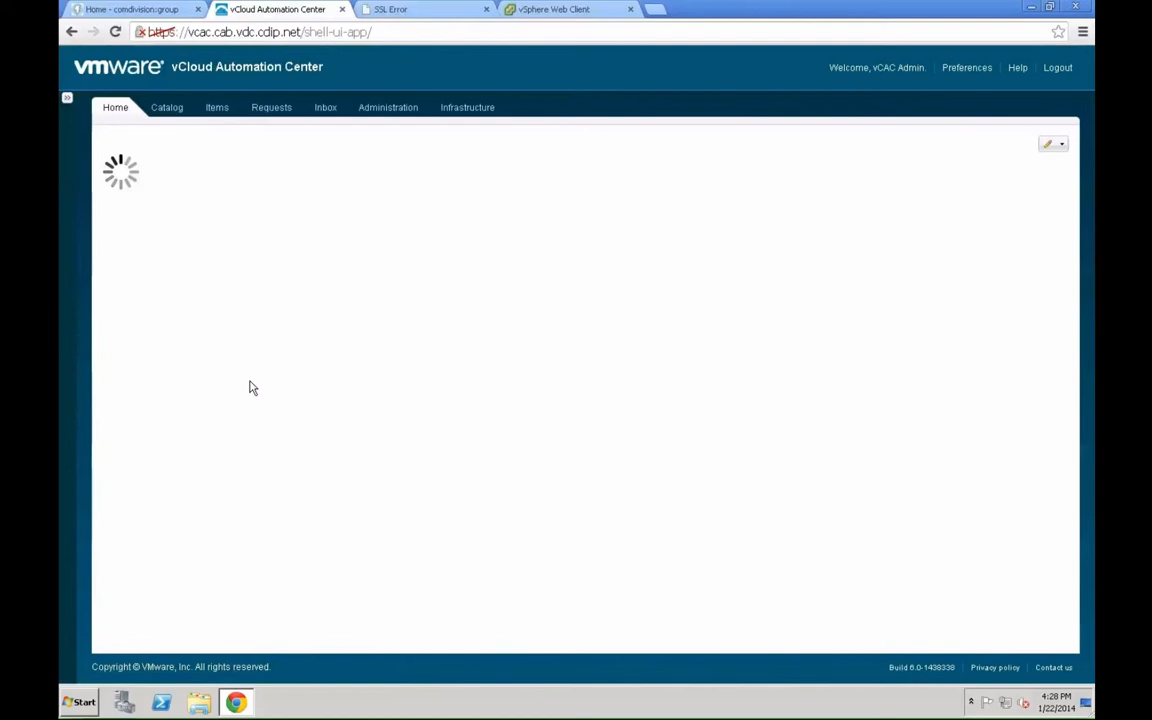 Home - comdivision:group
vCloud Automation Center
SSL Error
vSphere Web Client
https://vcac.cab.vdc.cdip.net/shell-ui-app/
vmware vCloud Automation Center
Welcome, vCAC Admin. Preferences Help Logout
Home Catalog Items Requests Inbox Administration Infrastructure
Copyright © VMware, Inc. All rights reserved.
Build 6.0-1438338 Privacy policy Contact us
Start
4:28 PM
1/22/2014